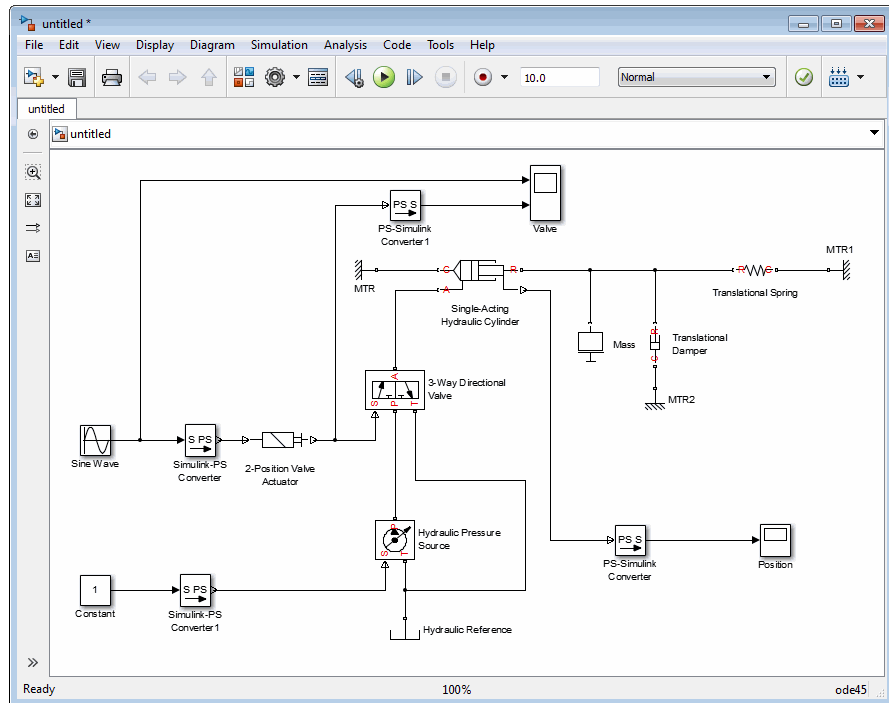 untitled *
File Edit View Display Diagram Simulation Analysis Code Tools Help
10.0
Normal
untitled
untitled
PS S
PS-Simulink
Converter1
Valve
MTR
C
R
A
Single-Acting
Hydraulic Cylinder
R
C
Translational Spring
MTR1
Mass
R
C
Translational
Damper
MTR2
A
S
P
T
3-Way Directional
Valve
Sine Wave
S PS
Simulink-PS
Converter
2-Position Valve
Actuator
P
S
T
Hydraulic Pressure
Source
PS S
PS-Simulink
Converter
Position
1
Constant
S PS
Simulink-PS
Converter1
Hydraulic Reference
Ready
100%
ode45